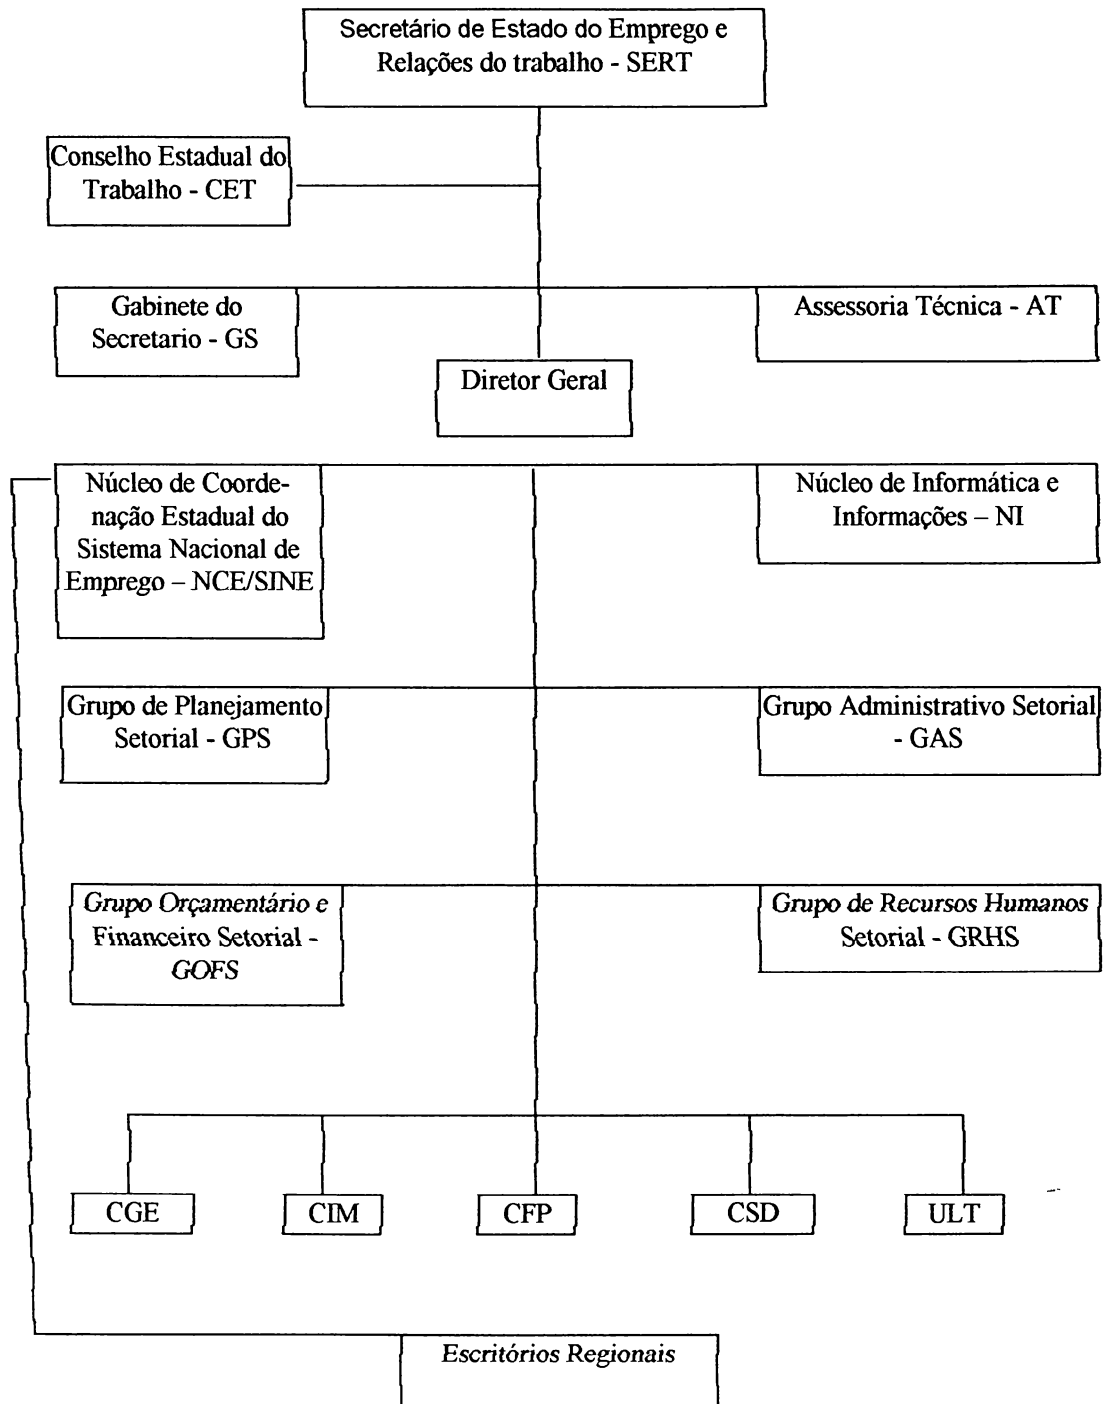 Secretário de Estado do Emprego e
Relações do trabalho - SERT
Conselho Estadual do
Trabalho - CET
Gabinete do
Secretario - GS
Assessoria Técnica - AT
Diretor Geral
Núcleo de Coorde-
nação Estadual do
Sistema Nacional de
Emprego – NCE/SINE
Núcleo de Informática e
Informações – NI
Grupo de Planejamento
Setorial - GPS
Grupo Administrativo Setorial
- GAS
Grupo Orçamentário e
Financeiro Setorial -
GOFS
Grupo de Recursos Humanos
Setorial - GRHS
CGE
CIM
CFP
CSD
ULT
Escritórios Regionais